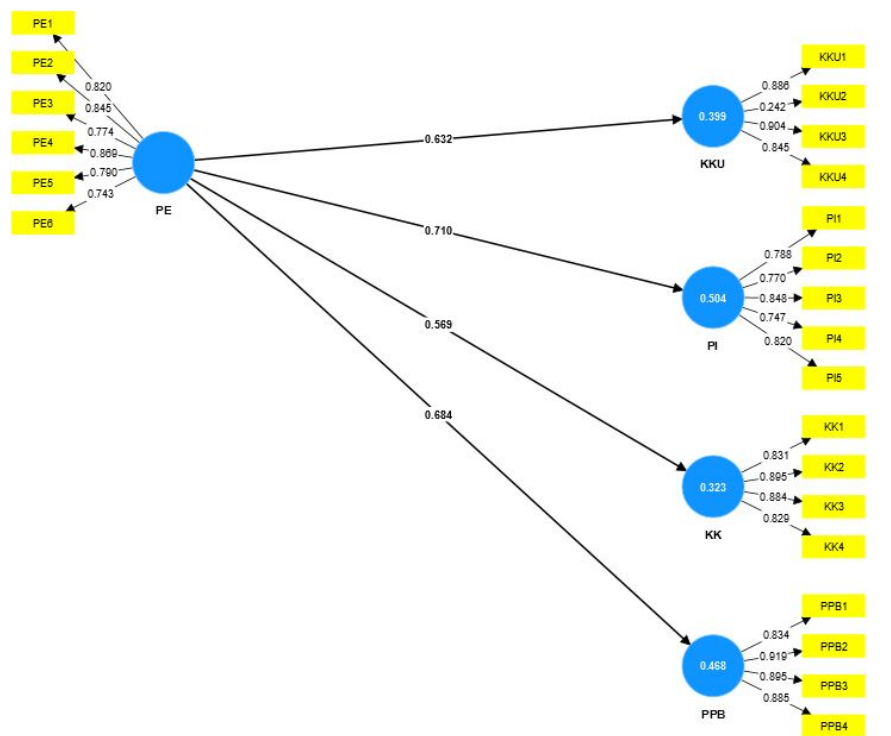 PE1
PE2
PE3
PE4
PE5
PE6
0.820
0.845
0.774
0.869
0.790
0.743
PE
0.632
0.710
0.569
0.684
0.399
KKU
0.886
0.242
0.904
0.845
KKU1
KKU2
KKU3
KKU4
0.504
PI
0.788
0.770
0.848
0.747
0.820
PI1
PI2
PI3
PI4
PI5
0.323
KK
0.831
0.895
0.884
0.829
KK1
KK2
KK3
KK4
0.468
PPB
0.834
0.919
0.895
0.885
PPB1
PPB2
PPB3
PPB4